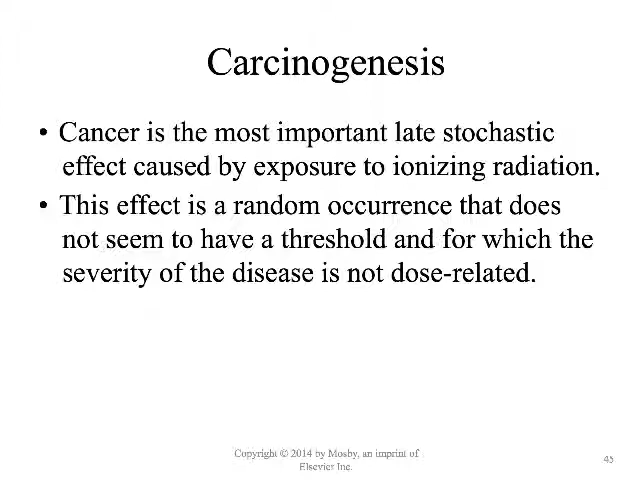 Carcinogenesis
• Cancer is the most important late stochastic
effect caused by exposure to ionizing radiation.
• This effect is a random occurrence that does
not seem to have a threshold and for which the
severity of the disease is not dose-related.
Copyright © 2014 by Mosby, an imprint of
Elsevier Inc.
45